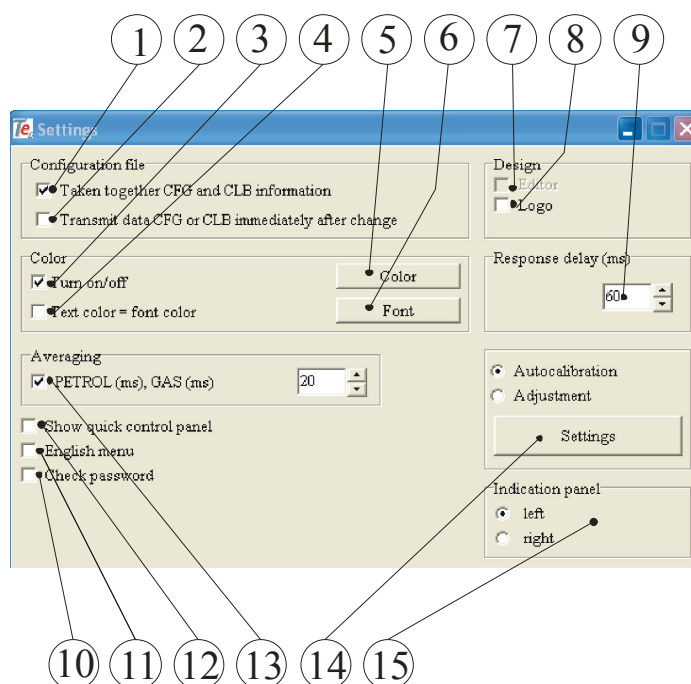 1 2 3 4 5 6 7 8 9
Te Settings
Configuration file
Taken together CFG and CLB information
Transmit data CFG or CLB immediately after change
Design
Editor
Logo
Color
Turn on/off
Text color = font color
Color
Font
Response delay (ms)
60
Averaging
PETROL (ms), GAS (ms)
20
Autocalibration
Adjustment
Settings
Show quick control panel
English menu
Check password
Indication panel
left
right
10 11 12 13 14 15